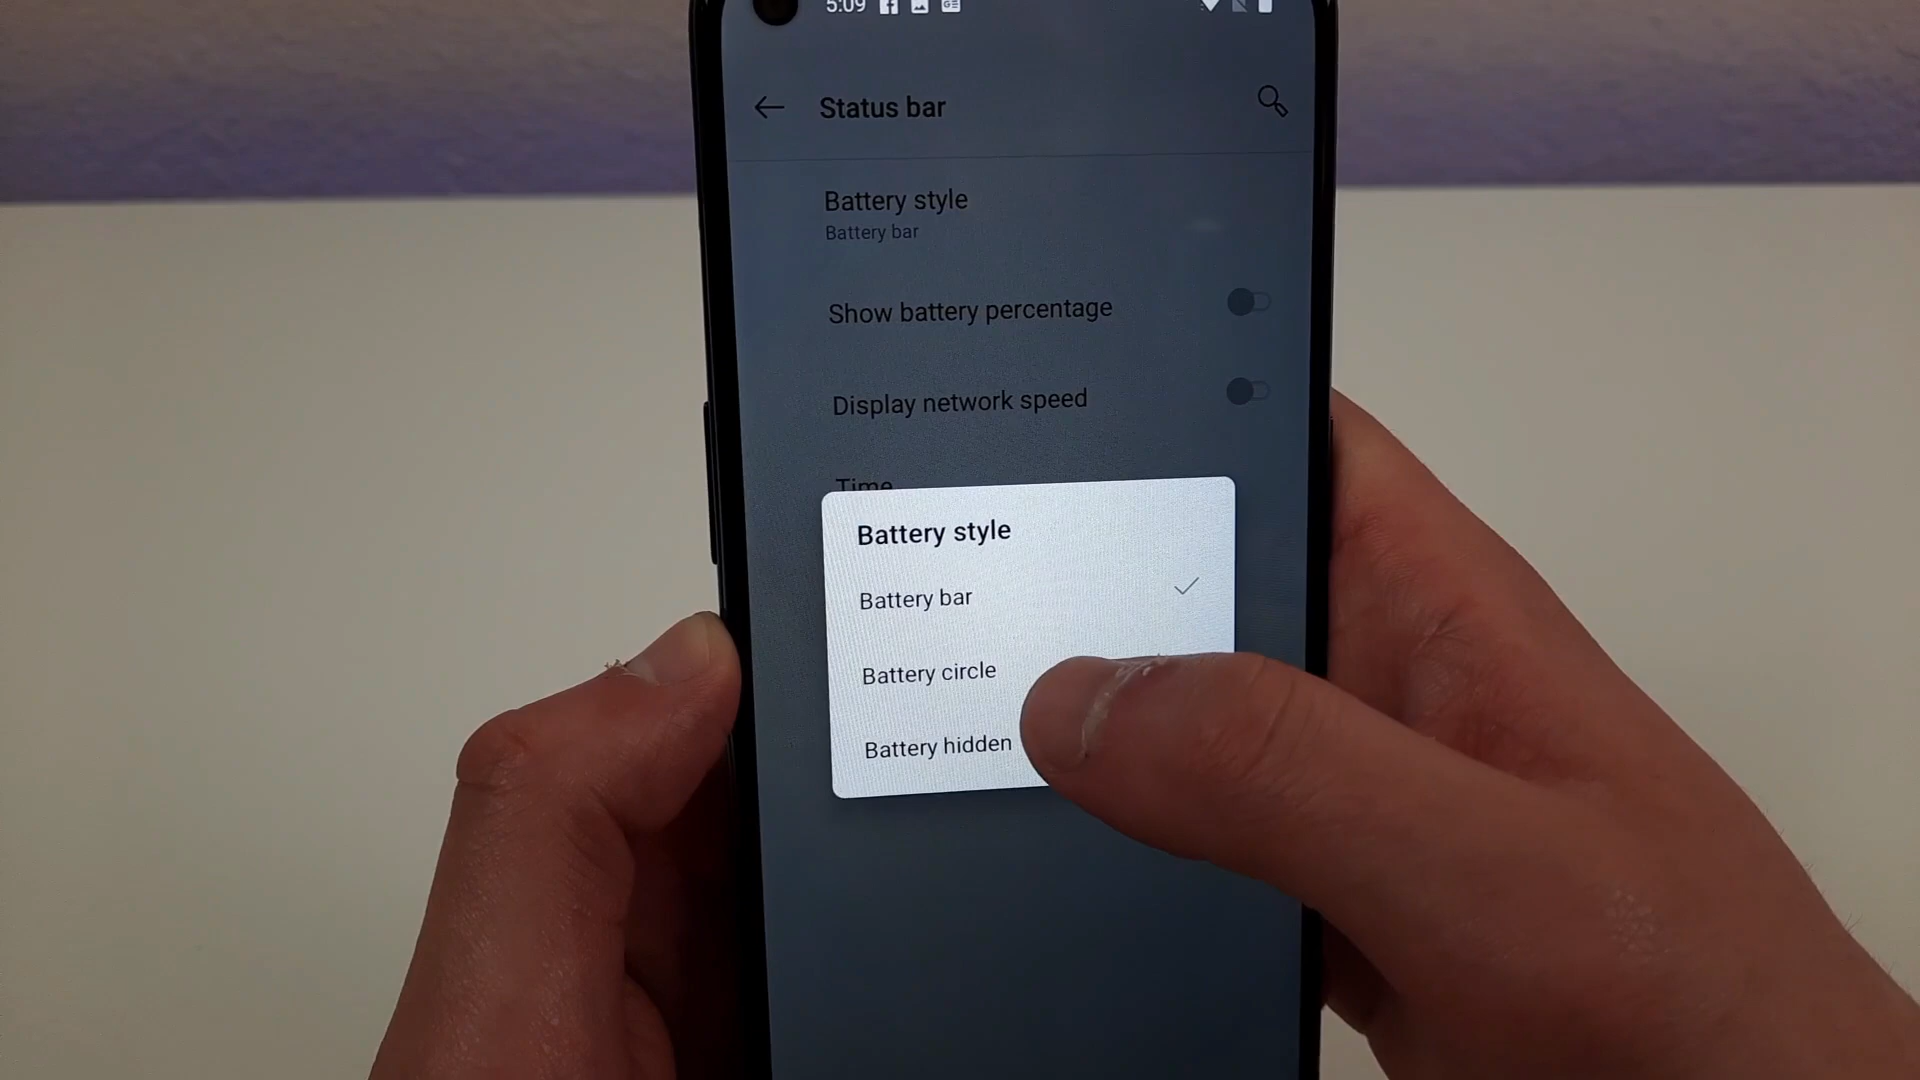 5:09
Status bar
Battery style
Battery bar
Show battery percentage
Display network speed
Time
Battery style
Battery bar
Battery circle
Battery hidden